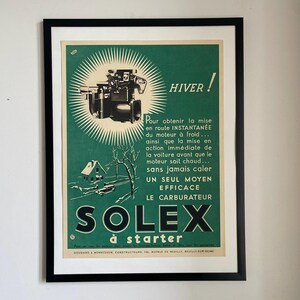 HIVER !
Pour obtenir la mise
en route INSTANTANÉE
du moteur à froid...
ainsi que la mise en
action immédiate de
la voiture avant que le
moteur soit chaud...
sans jamais caler
UN SEUL MOYEN
EFFICACE
LE CARBURATEUR
SOLEX
à starter